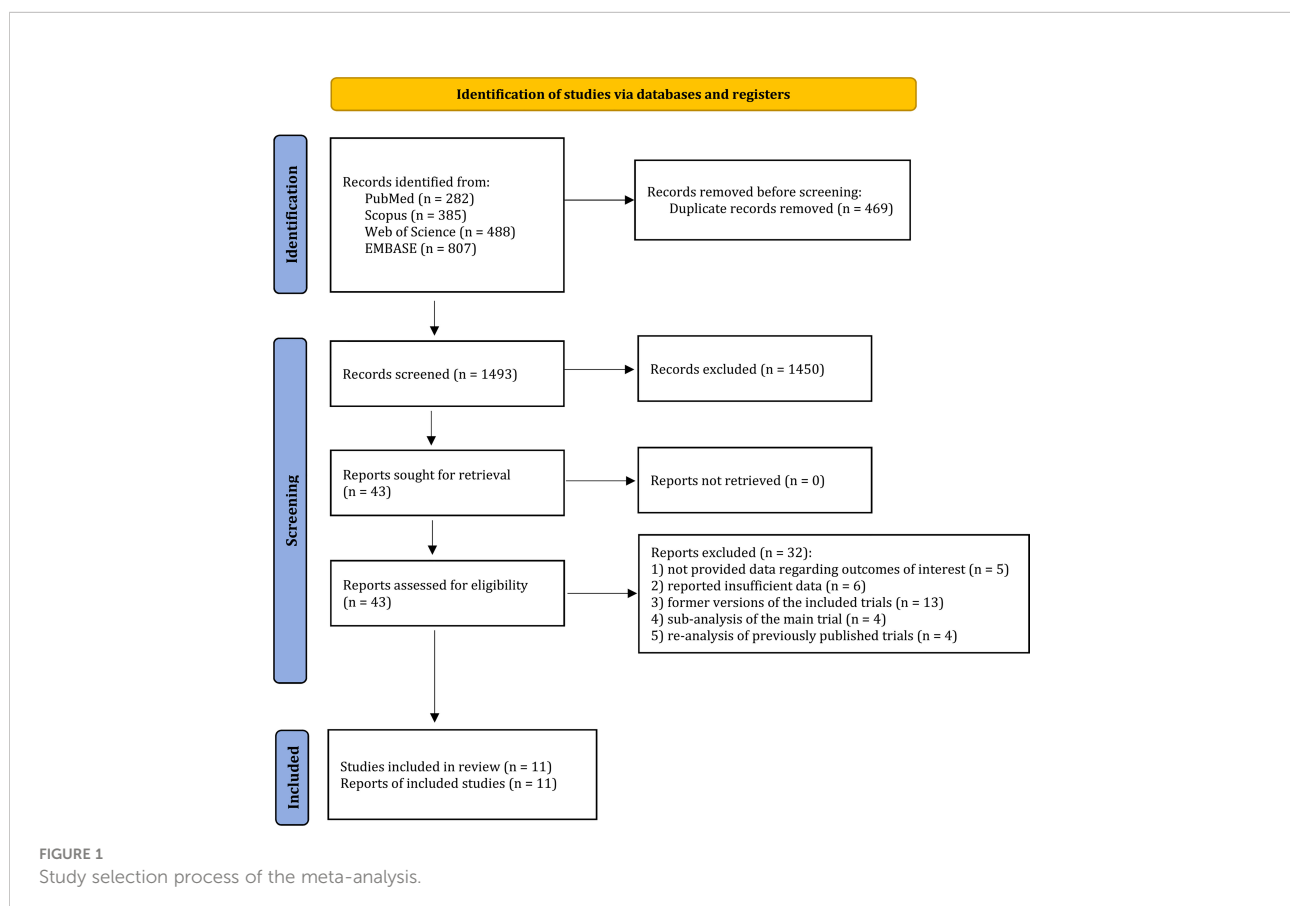 Identification of studies via databases and registers
Identification
Records identified from:
PubMed (n = 282)
Scopus (n = 385)
Web of Science (n = 488)
EMBASE (n = 807)
Records removed before screening:
Duplicate records removed (n = 469)
Screening
Records screened (n = 1493)
Records excluded (n = 1450)
Reports sought for retrieval
(n = 43)
Reports not retrieved (n = 0)
Reports assessed for eligibility
(n = 43)
Reports excluded (n = 32):
1) not provided data regarding outcomes of interest (n = 5)
2) reported insufficient data (n = 6)
3) former versions of the included trials (n = 13)
4) sub-analysis of the main trial (n = 4)
5) re-analysis of previously published trials (n = 4)
Included
Studies included in review (n = 11)
Reports of included studies (n = 11)
FIGURE 1
Study selection process of the meta-analysis.